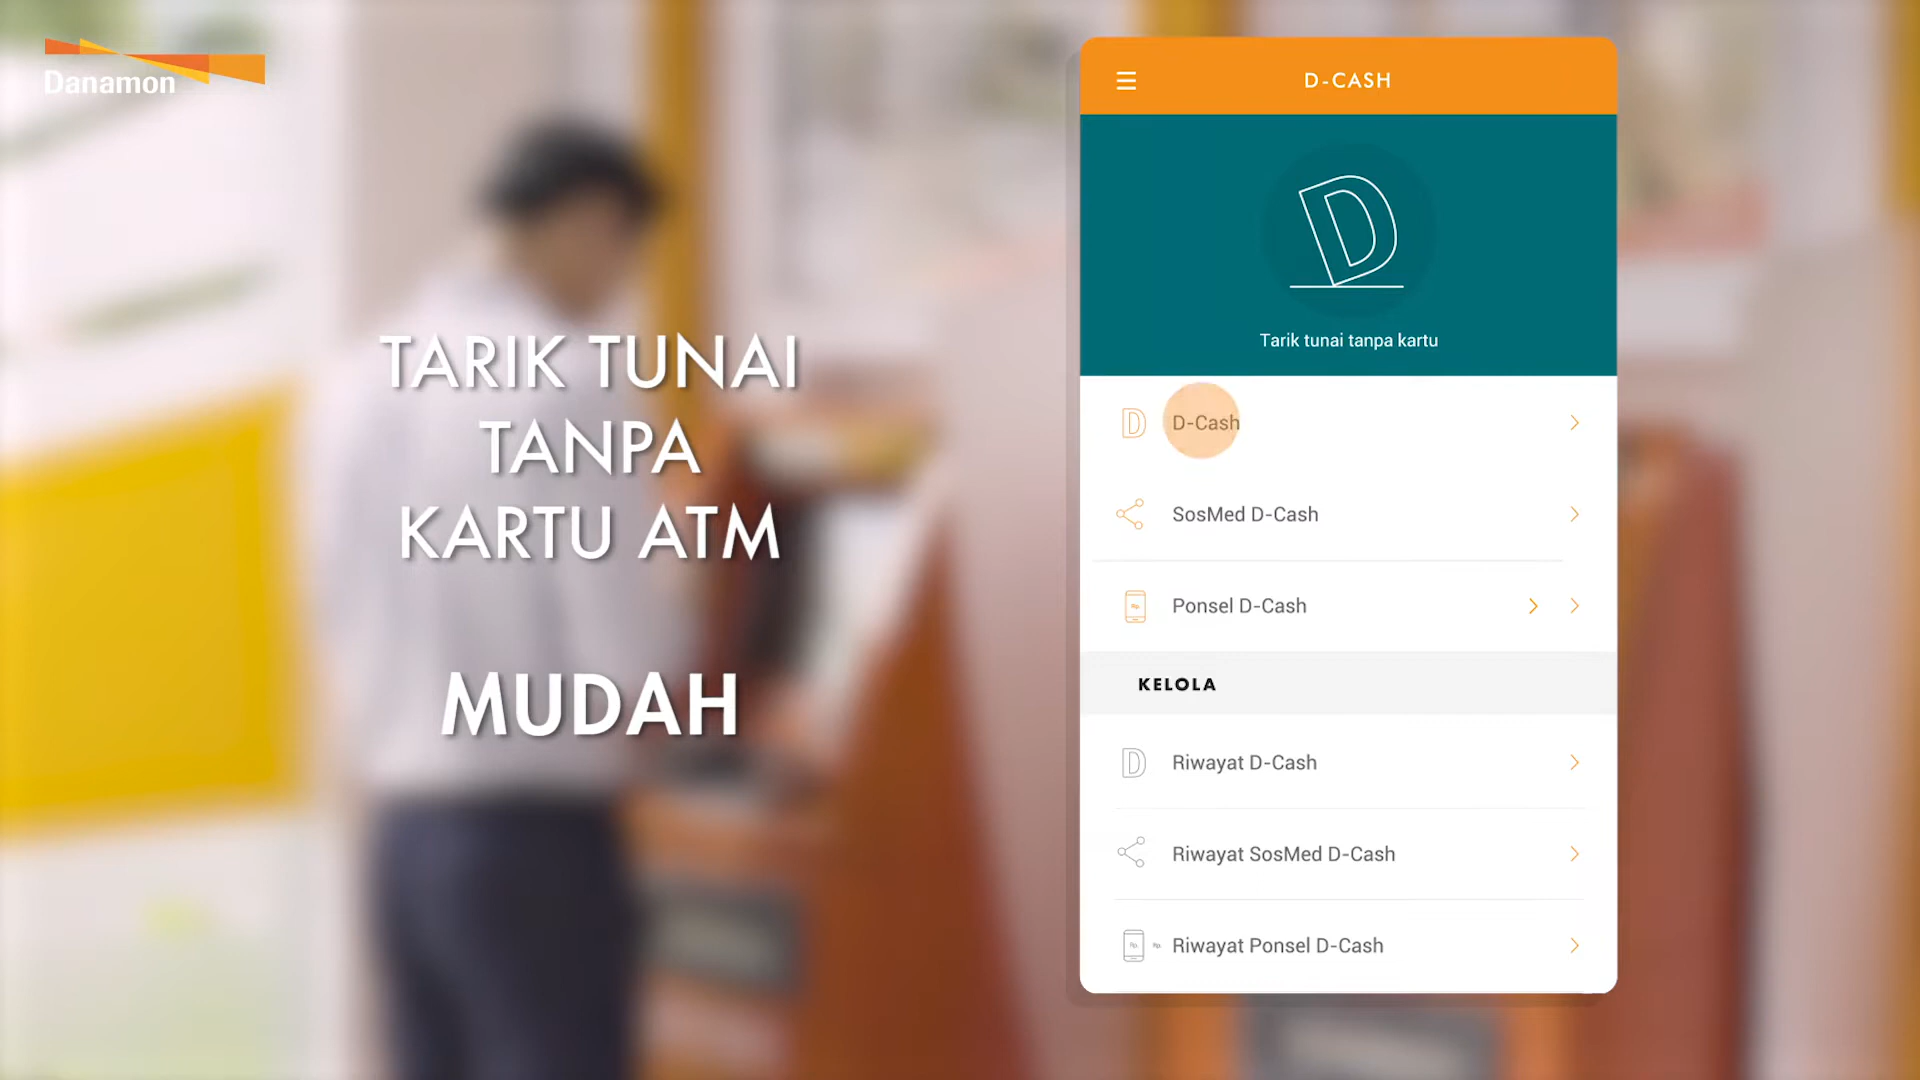 Danamon
TARIK TUNAI
TANPA
KARTU ATM
MUDAH
D-CASH
Tarik tunai tanpa kartu
D-Cash
SosMed D-Cash
Ponsel D-Cash
KELOLA
Riwayat D-Cash
Riwayat SosMed D-Cash
Riwayat Ponsel D-Cash